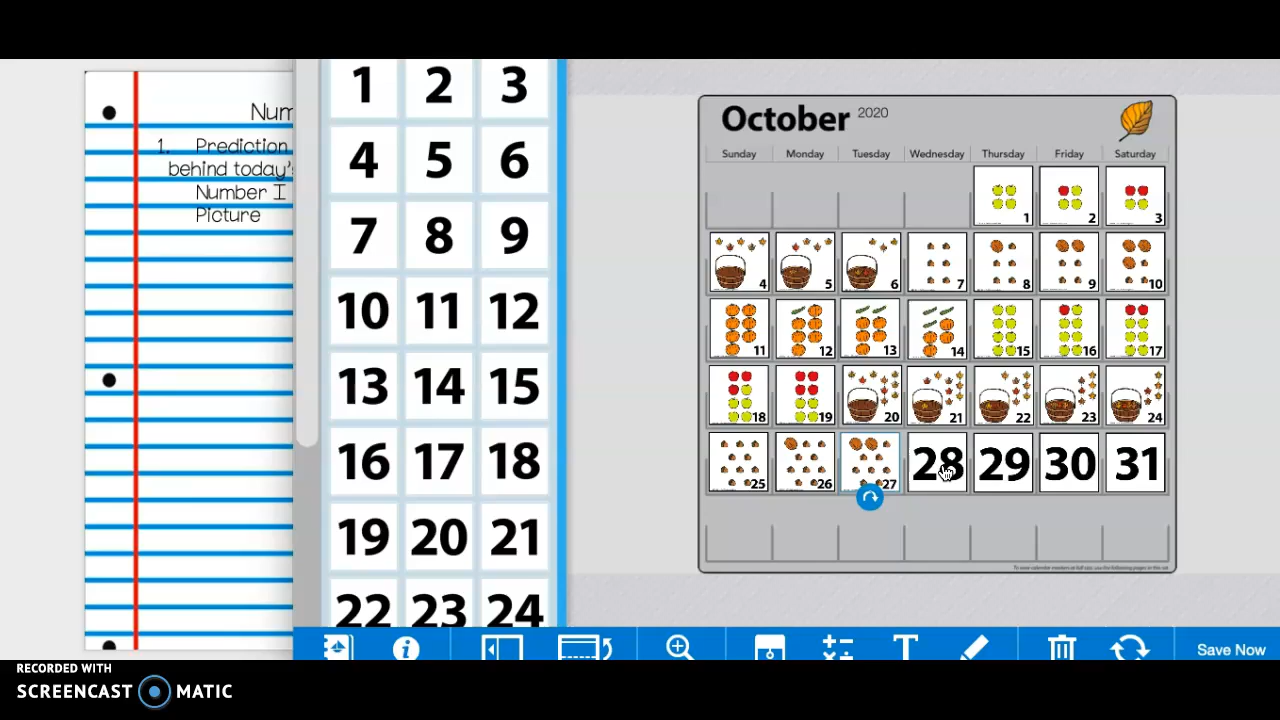 Num
1. Prediction
behind today's
Number I
Picture
1 2 3
4 5 6
7 8 9
10 11 12
13 14 15
16 17 18
19 20 21
22 23 24
October 2020
Sunday Monday Tuesday Wednesday Thursday Friday Saturday
1 2 3
4 5 6 7 8 9 10
11 12 13 14 15 16 17
18 19 20 21 22 23 24
25 26 27 28 29 30 31
Save Now
RECORDED WITH
SCREENCAST MATIC